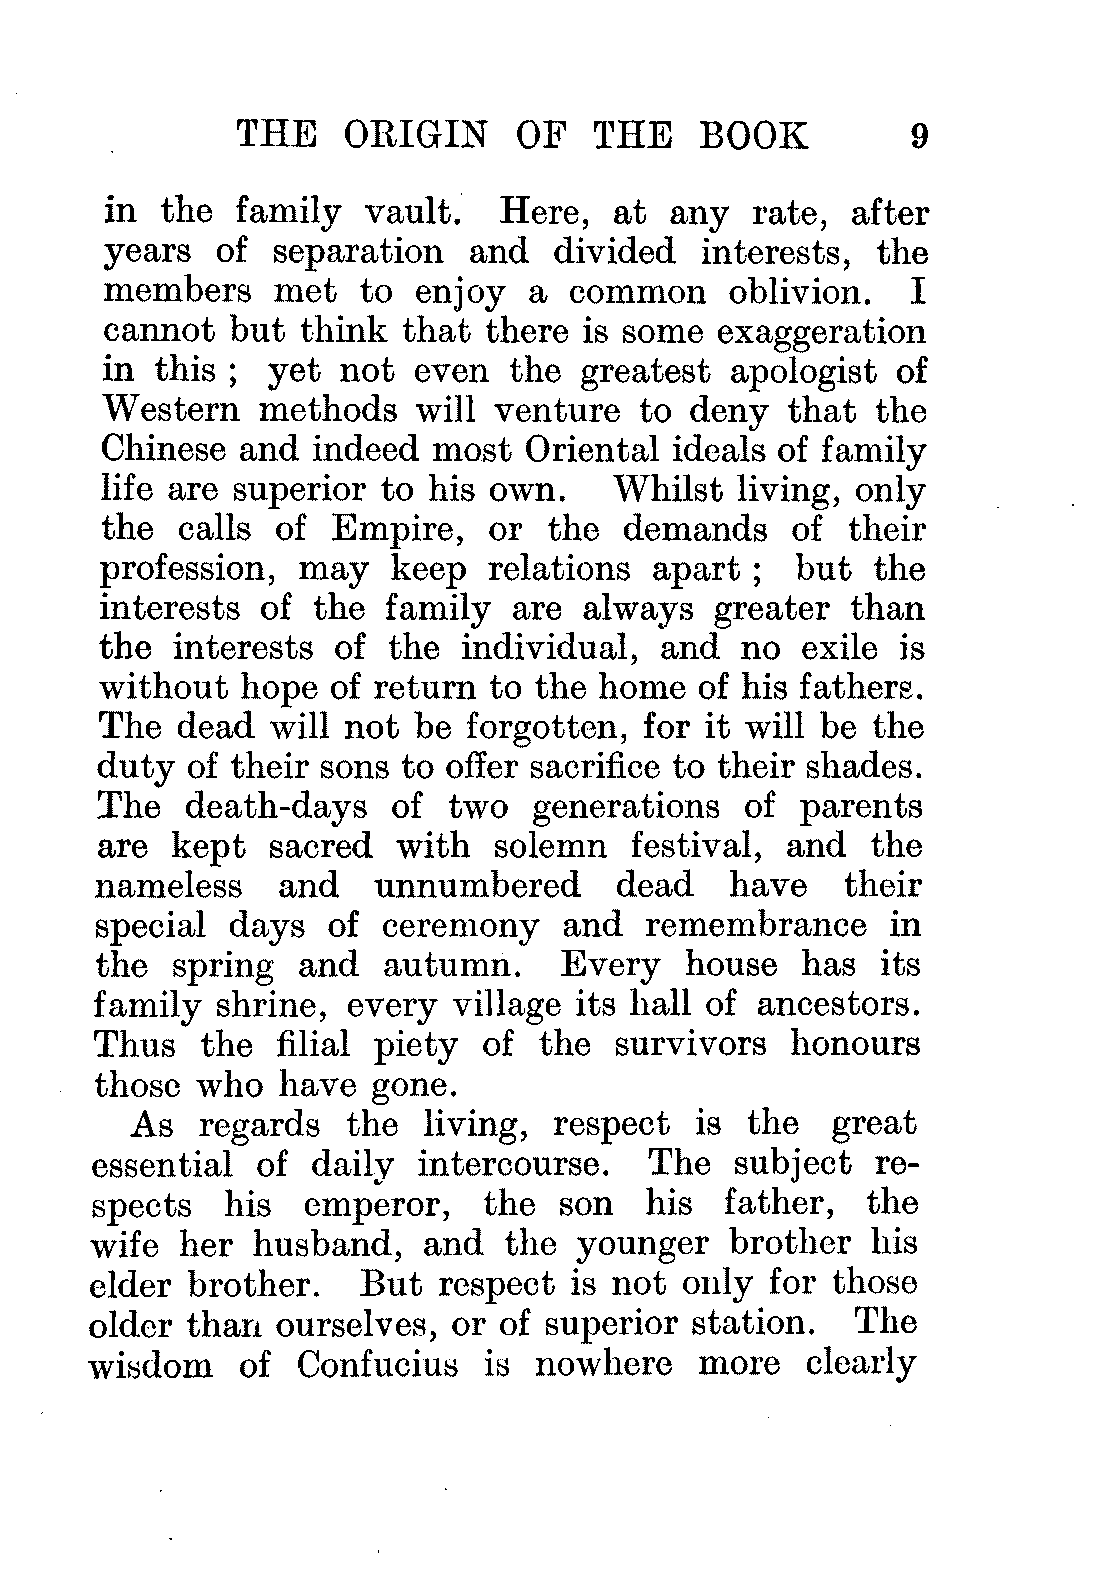 THE ORIGIN OF THE BOOK 9
in the family vault. Here, at any rate, after
years of separation and divided interests, the
members met to enjoy a common oblivion. I
cannot but think that there is some exaggeration
in this ; yet not even the greatest apologist of
Western methods will venture to deny that the
Chinese and indeed most Oriental ideals of family
life are superior to his own. Whilst living, only
the calls of Empire, or the demands of their
profession, may keep relations apart ; but the
interests of the family are always greater than
the interests of the individual, and no exile is
without hope of return to the home of his fathers.
The dead will not be forgotten, for it will be the
duty of their sons to offer sacrifice to their shades.
The death-days of two generations of parents
are kept sacred with solemn festival, and the
nameless and unnumbered dead have their
special days of ceremony and remembrance in
the spring and autumn. Every house has its
family shrine, every village its hall of ancestors.
Thus the filial piety of the survivors honours
those who have gone.
As regards the living, respect is the great
essential of daily intercourse. The subject re-
spects his emperor, the son his father, the
wife her husband, and the younger brother his
elder brother. But respect is not only for those
older than ourselves, or of superior station. The
wisdom of Confucius is nowhere more clearly